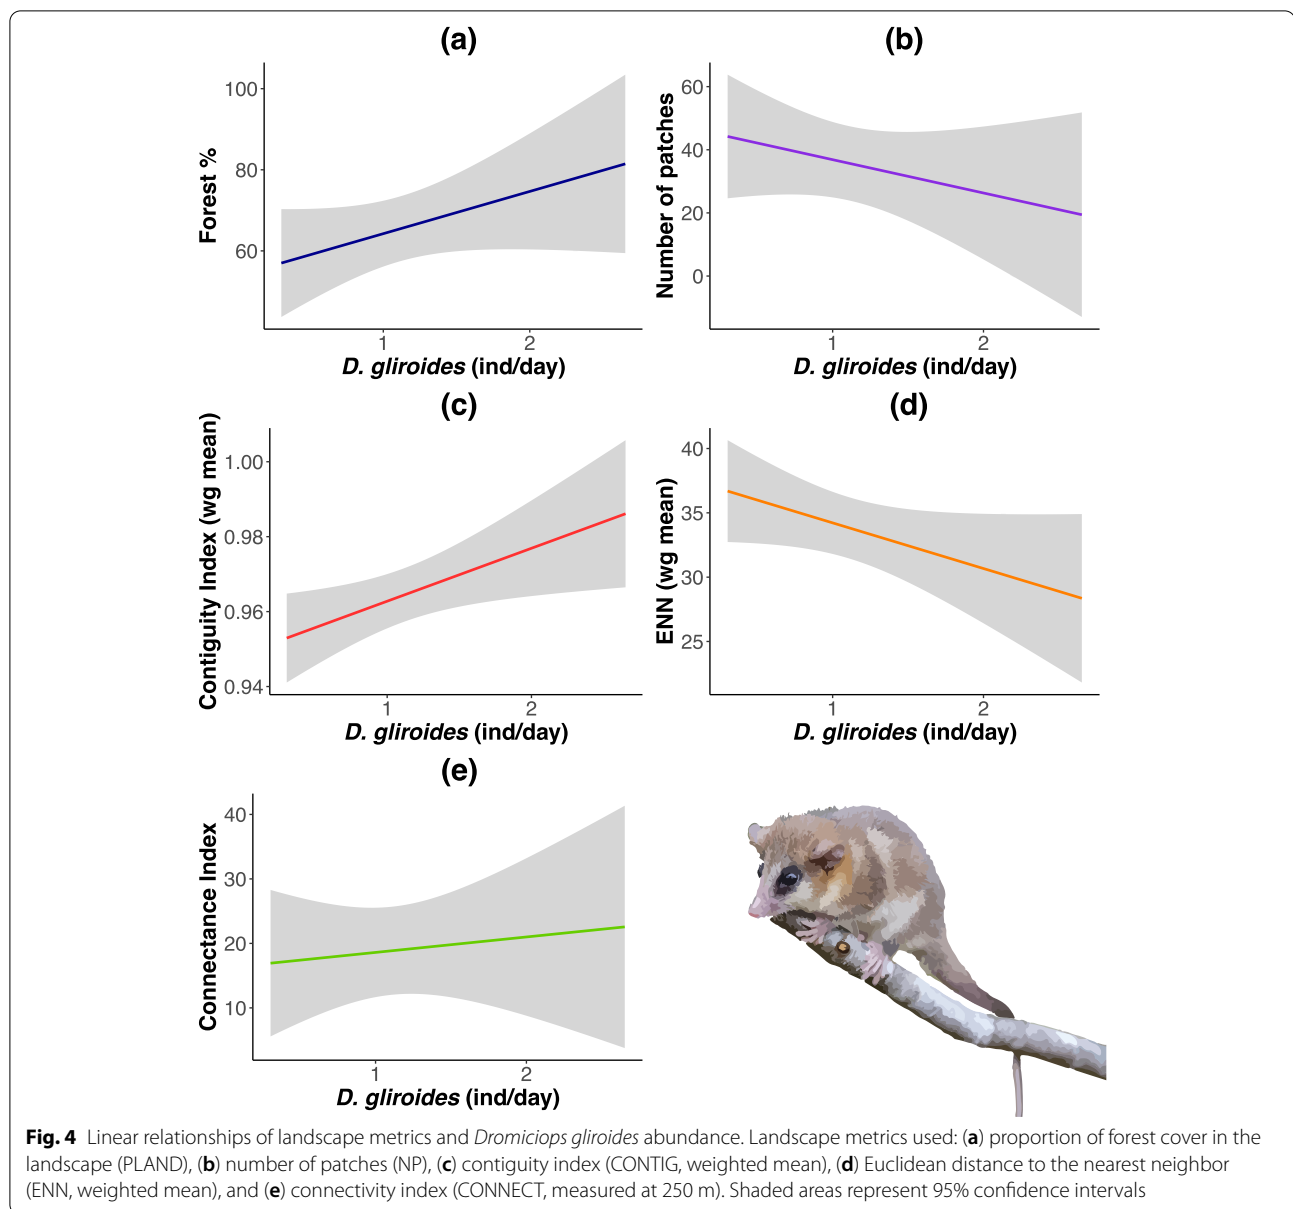 (a)
100
80
60
Forest %
1 2
D. gliroides (ind/day)
(b)
60
40
20
0
Number of patches
1 2
D. gliroides (ind/day)
(c)
1.00
0.98
0.96
0.94
Contiguity Index (wg mean)
1 2
D. gliroides (ind/day)
(d)
40
35
30
25
ENN (wg mean)
1 2
D. gliroides (ind/day)
(e)
40
30
20
10
Connectance Index
1 2
D. gliroides (ind/day)
Fig. 4 Linear relationships of landscape metrics and Dromiciops gliroides abundance. Landscape metrics used: (a) proportion of forest cover in the
landscape (PLAND), (b) number of patches (NP), (c) contiguity index (CONTIG, weighted mean), (d) Euclidean distance to the nearest neighbor
(ENN, weighted mean), and (e) connectivity index (CONNECT, measured at 250 m). Shaded areas represent 95% confidence intervals